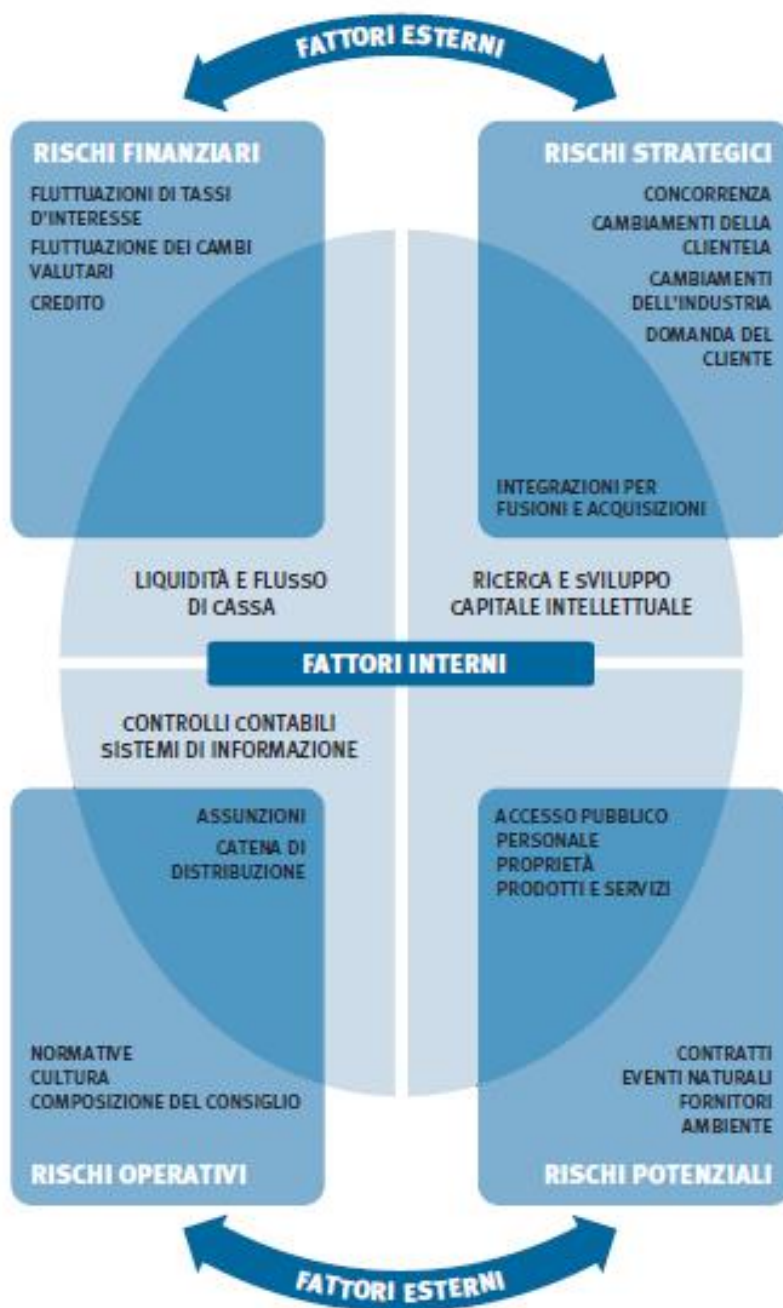 FATTORI ESTERNI
RISCHI FINANZIARI
FLUTTUAZIONI DI TASSI
D'INTERESSE
FLUTTUAZIONE DEI CAMBI
VALUTARI
CREDITO
RISCHI STRATEGICI
CONCORRENZA
CAMBIAMENTI DELLA
CLIENTELA
CAMBIAMENTI
DELL'INDUSTRIA
DOMANDA DEL
CLIENTE
INTEGRAZIONI PER
FUSIONI E ACQUISIZIONI
LIQUIDITÀ E FLUSSO
DI CASSA
RICERCA E SVILUPPO
CAPITALE INTELLETTUALE
FATTORI INTERNI
CONTROLLI CONTABILI
SISTEMI DI INFORMAZIONE
ASSUNZIONI
CATENA DI
DISTRIBUZIONE
NORMATIVE
CULTURA
COMPOSIZIONE DEL CONSIGLIO
RISCHI OPERATIVI
ACCESSO PUBBLICO
PERSONALE
PROPRIETÀ
PRODOTTI E SERVIZI
CONTRATTI
EVENTI NATURALI
FORNITORI
AMBIENTE
RISCHI POTENZIALI
FATTORI ESTERNI